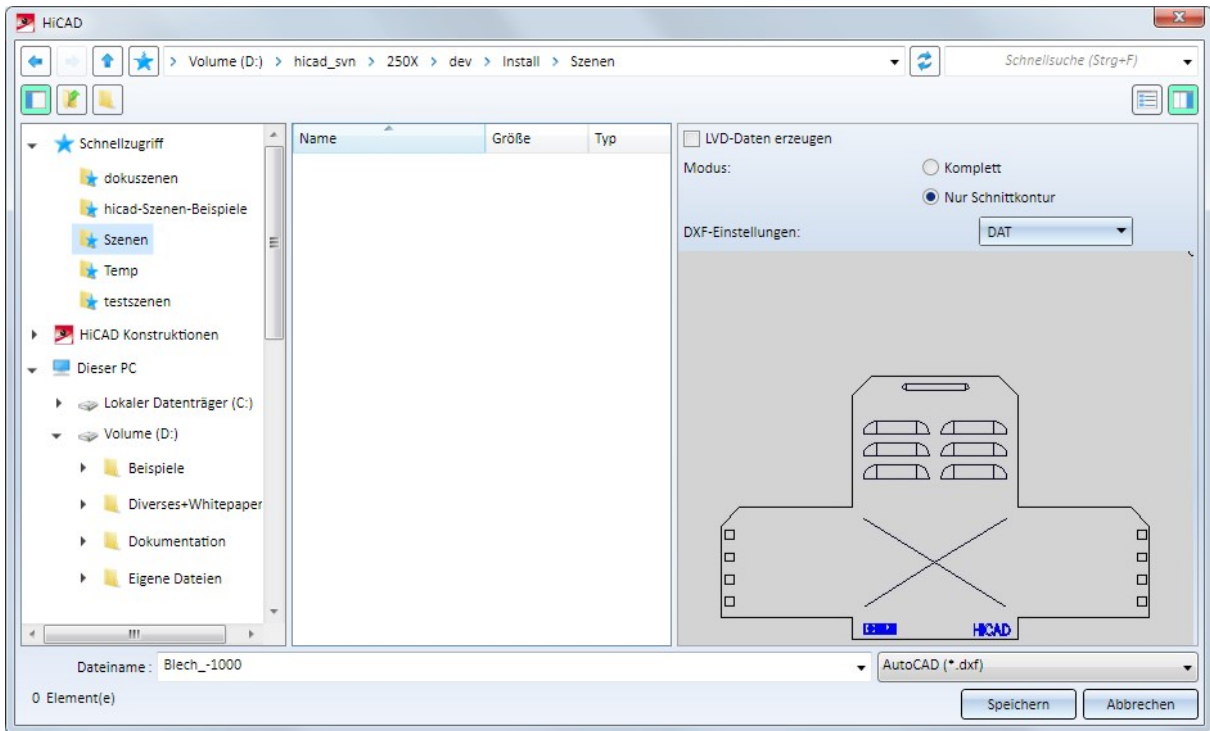 HiCAD
> Volume (D:) > hicad_svn > 250X > dev > Install > Szenen
Schnellsuche (Strg+F)
Schnellzugriff
dokuszenen
hicad-Szenen-Beispiele
Szenen
Temp
testszenen
HiCAD Konstruktionen
Dieser PC
Lokaler Datenträger (C:)
Volume (D:)
Beispiele
Diverses+Whitepaper
Dokumentation
Eigene Dateien
Name Größe Typ
LVD-Daten erzeugen
Modus: Komplett
Nur Schnittkontur
DXF-Einstellungen: DAT
HICAD
Dateiname : Blech_-1000 AutoCAD (*.dxf)
0 Element(e) Speichern Abbrechen